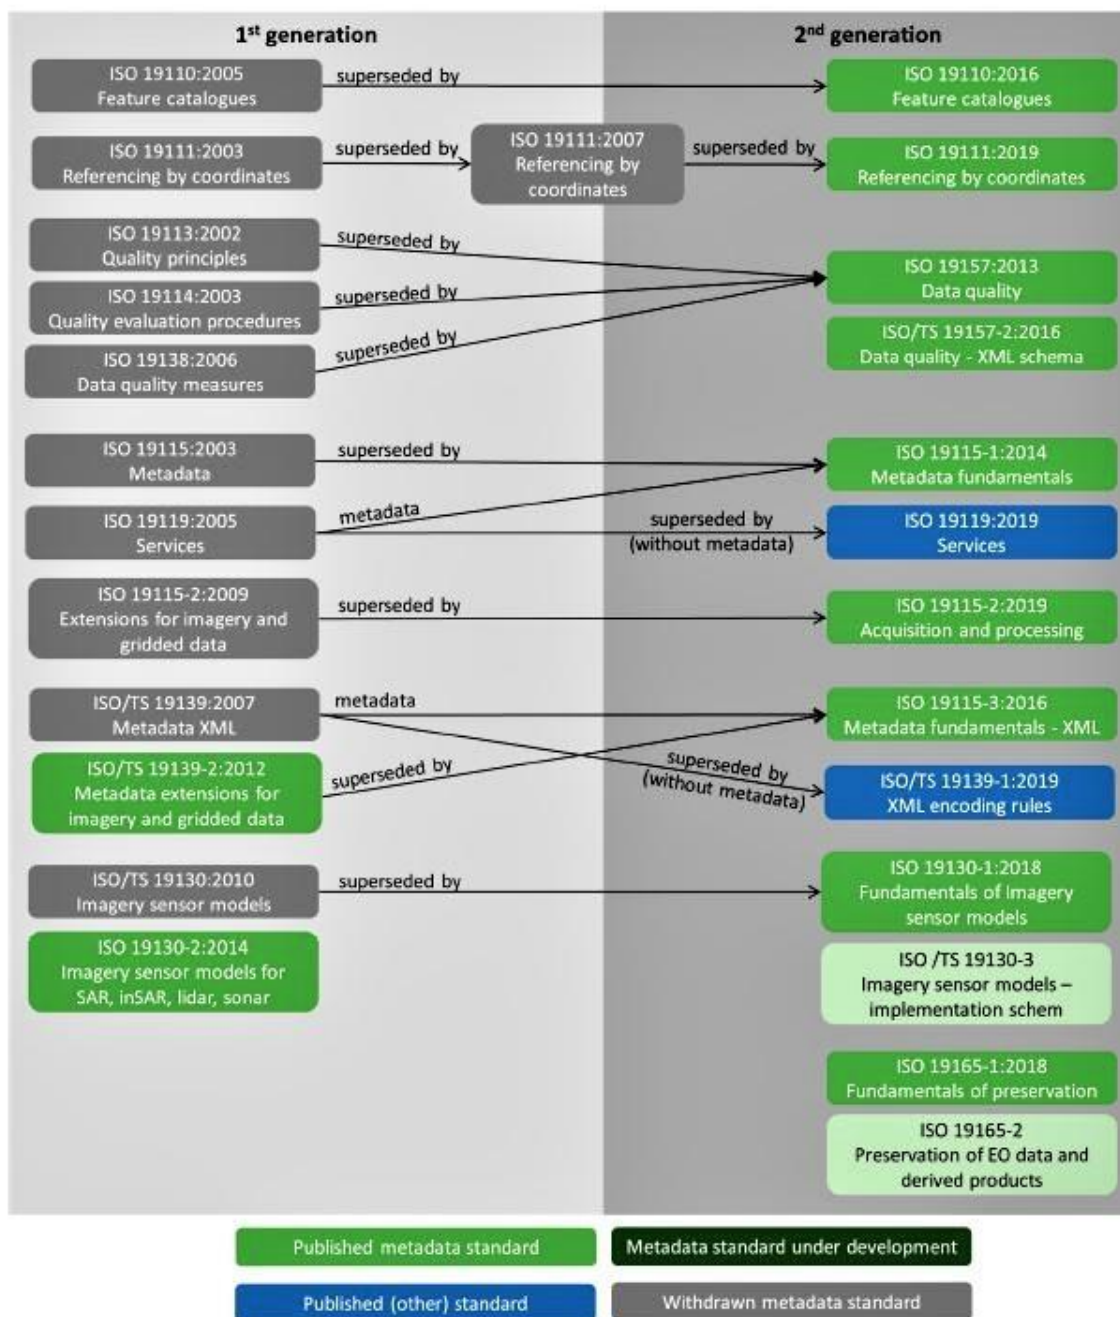 1st generation
2nd generation
ISO 19110:2005
Feature catalogues
superseded by
ISO 19110:2016
Feature catalogues
ISO 19111:2003
Referencing by coordinates
superseded by
ISO 19111:2007
Referencing by
coordinates
superseded by
ISO 19111:2019
Referencing by coordinates
ISO 19113:2002
Quality principles
superseded by
ISO 19114:2003
Quality evaluation procedures
superseded by
ISO 19138:2006
Data quality measures
superseded by
ISO 19157:2013
Data quality
ISO/TS 19157-2:2016
Data quality - XML schema
ISO 19115:2003
Metadata
superseded by
ISO 19115-1:2014
Metadata fundamentals
ISO 19119:2005
Services
metadata
superseded by
(without metadata)
ISO 19119:2019
Services
ISO 19115-2:2009
Extensions for imagery and
gridded data
superseded by
ISO 19115-2:2019
Acquisition and processing
ISO/TS 19139:2007
Metadata XML
metadata
ISO 19115-3:2016
Metadata fundamentals - XML
ISO/TS 19139-2:2012
Metadata extensions for
imagery and gridded data
superseded by
superseded by
(without metadata)
ISO/TS 19139-1:2019
XML encoding rules
ISO/TS 19130:2010
Imagery sensor models
superseded by
ISO 19130-1:2018
Fundamentals of Imagery
sensor models
ISO 19130-2:2014
Imagery sensor models for
SAR, inSAR, lidar, sonar
ISO /TS 19130-3
Imagery sensor models –
implementation schem
ISO 19165-1:2018
Fundamentals of preservation
ISO 19165-2
Preservation of EO data and
derived products
Published metadata standard
Metadata standard under development
Published (other) standard
Withdrawn metadata standard